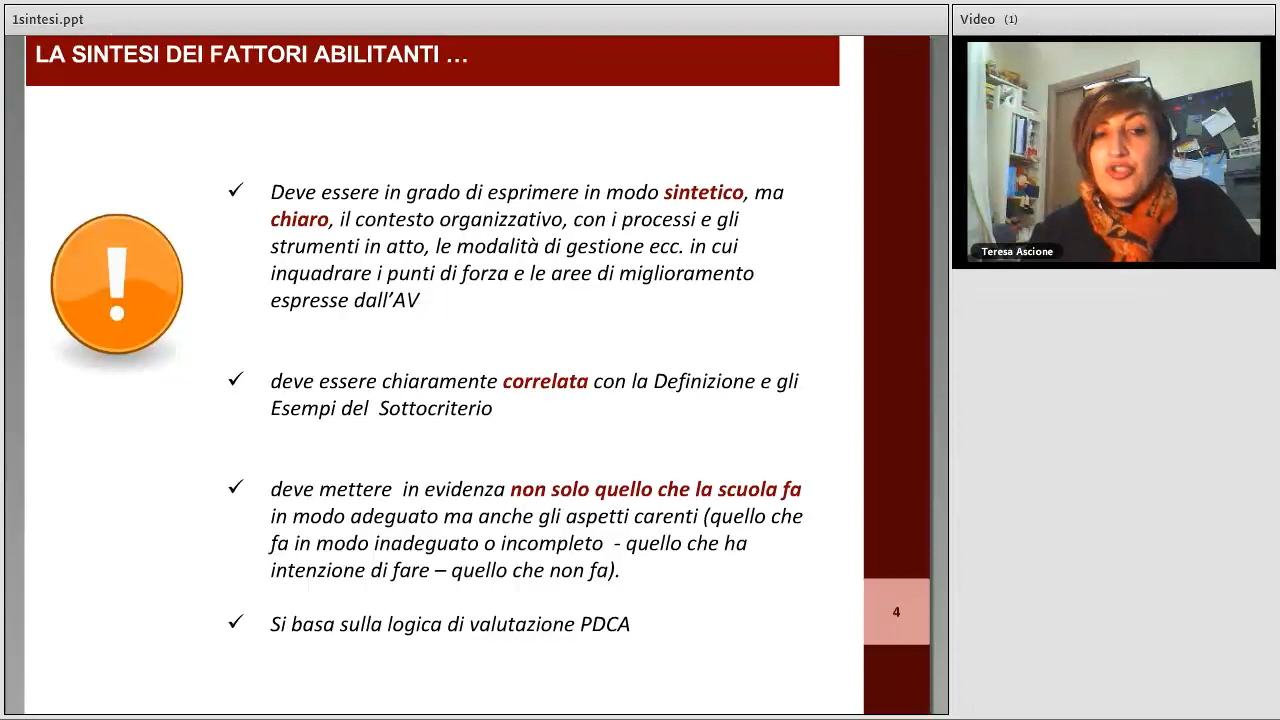 1sintesi.ppt
LA SINTESI DEI FATTORI ABILITANTI ...
✓ Deve essere in grado di esprimere in modo sintetico, ma
chiaro, il contesto organizzativo, con i processi e gli
strumenti in atto, le modalità di gestione ecc. in cui
inquadrare i punti di forza e le aree di miglioramento
espresse dall'AV
✓ deve essere chiaramente correlata con la Definizione e gli
Esempi del Sottocriterio
✓ deve mettere in evidenza non solo quello che la scuola fa
in modo adeguato ma anche gli aspetti carenti (quello che
fa in modo inadeguato o incompleto - quello che ha
intenzione di fare – quello che non fa).
✓ Si basa sulla logica di valutazione PDCA
4
Video (1)
Teresa Ascione